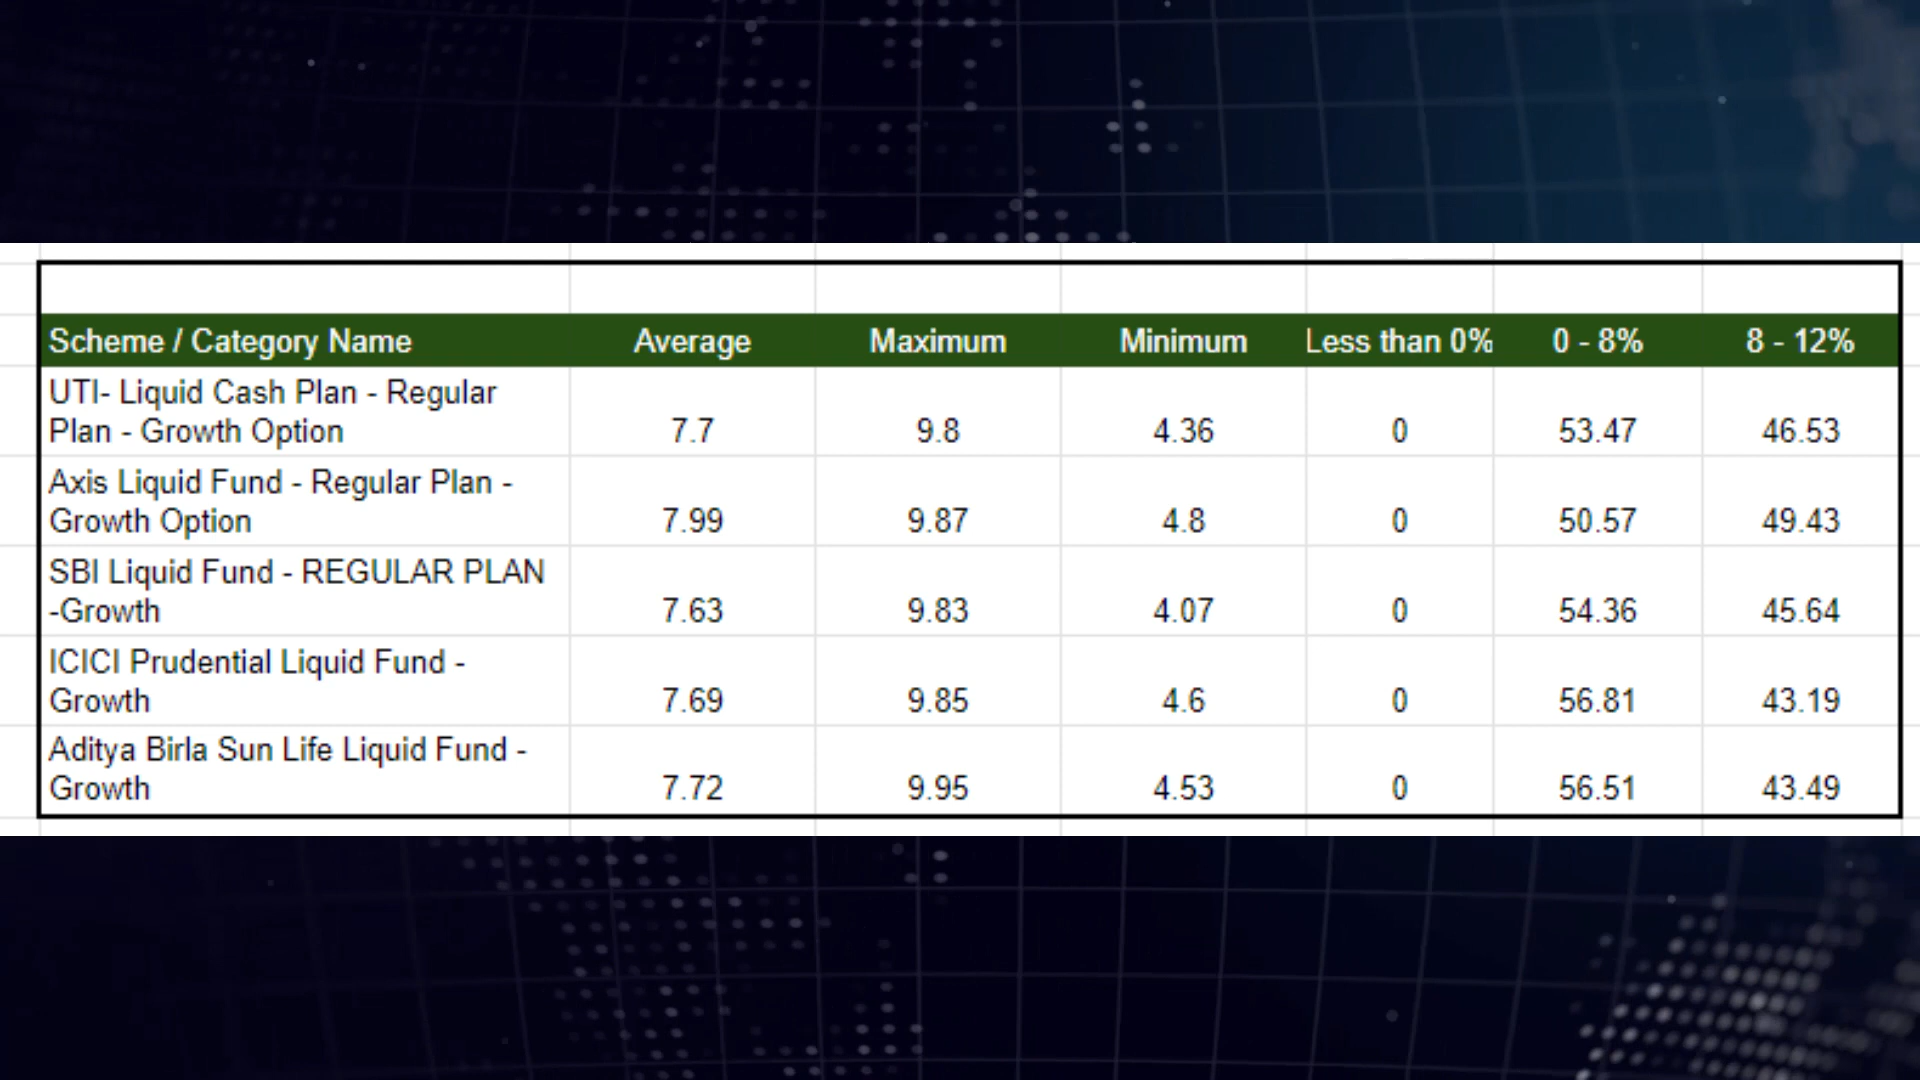 Scheme / Category Name Average Maximum Minimum Less than 0% 0 - 8% 8 - 12%
UTI- Liquid Cash Plan - Regular
Plan - Growth Option 7.7 9.8 4.36 0 53.47 46.53
Axis Liquid Fund - Regular Plan -
Growth Option 7.99 9.87 4.8 0 50.57 49.43
SBI Liquid Fund - REGULAR PLAN
-Growth 7.63 9.83 4.07 0 54.36 45.64
ICICI Prudential Liquid Fund -
Growth 7.69 9.85 4.6 0 56.81 43.19
Aditya Birla Sun Life Liquid Fund -
Growth 7.72 9.95 4.53 0 56.51 43.49